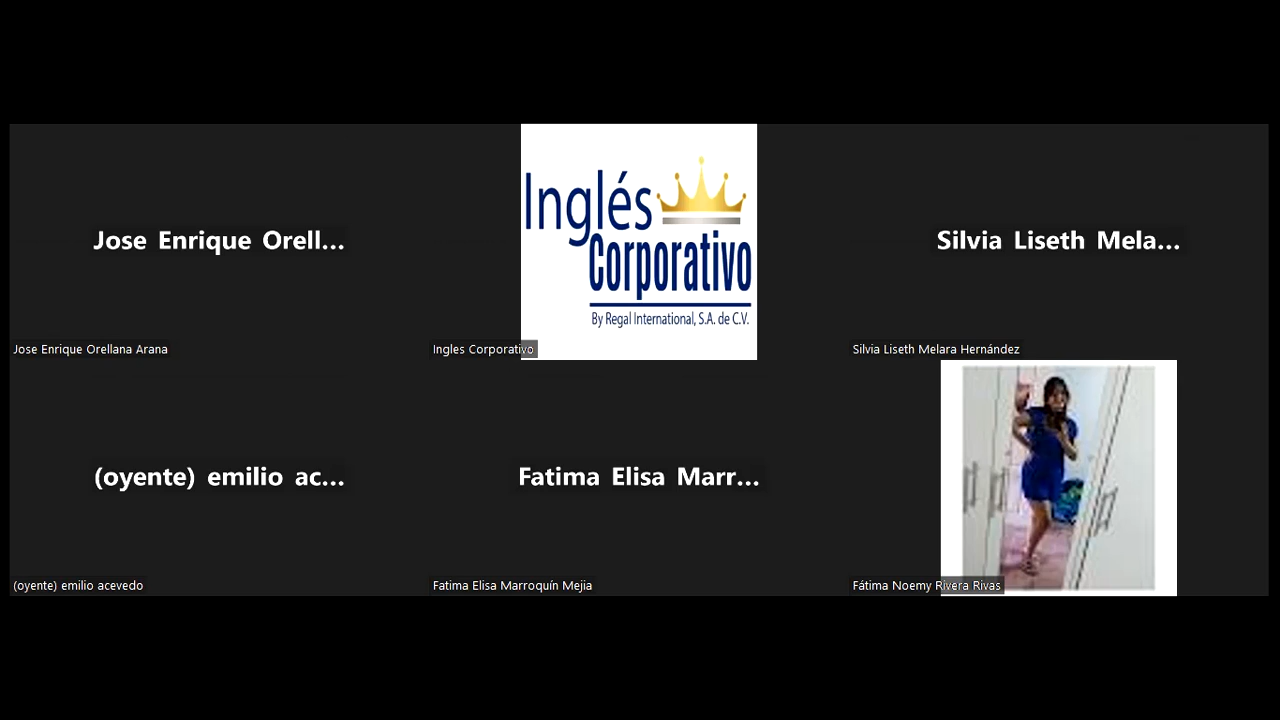 Jose Enrique Orell...
Jose Enrique Orellana Arana
Inglés
Corporativo
By Regal International, S.A. de C.V.
Ingles Corporativo
Silvia Liseth Mela...
Silvia Liseth Melara Hernández
(oyente) emilio ac...
(oyente) emilio acevedo
Fatima Elisa Marr...
Fatima Elisa Marroquín Mejia
Fátima Noemy Rivera Rivas